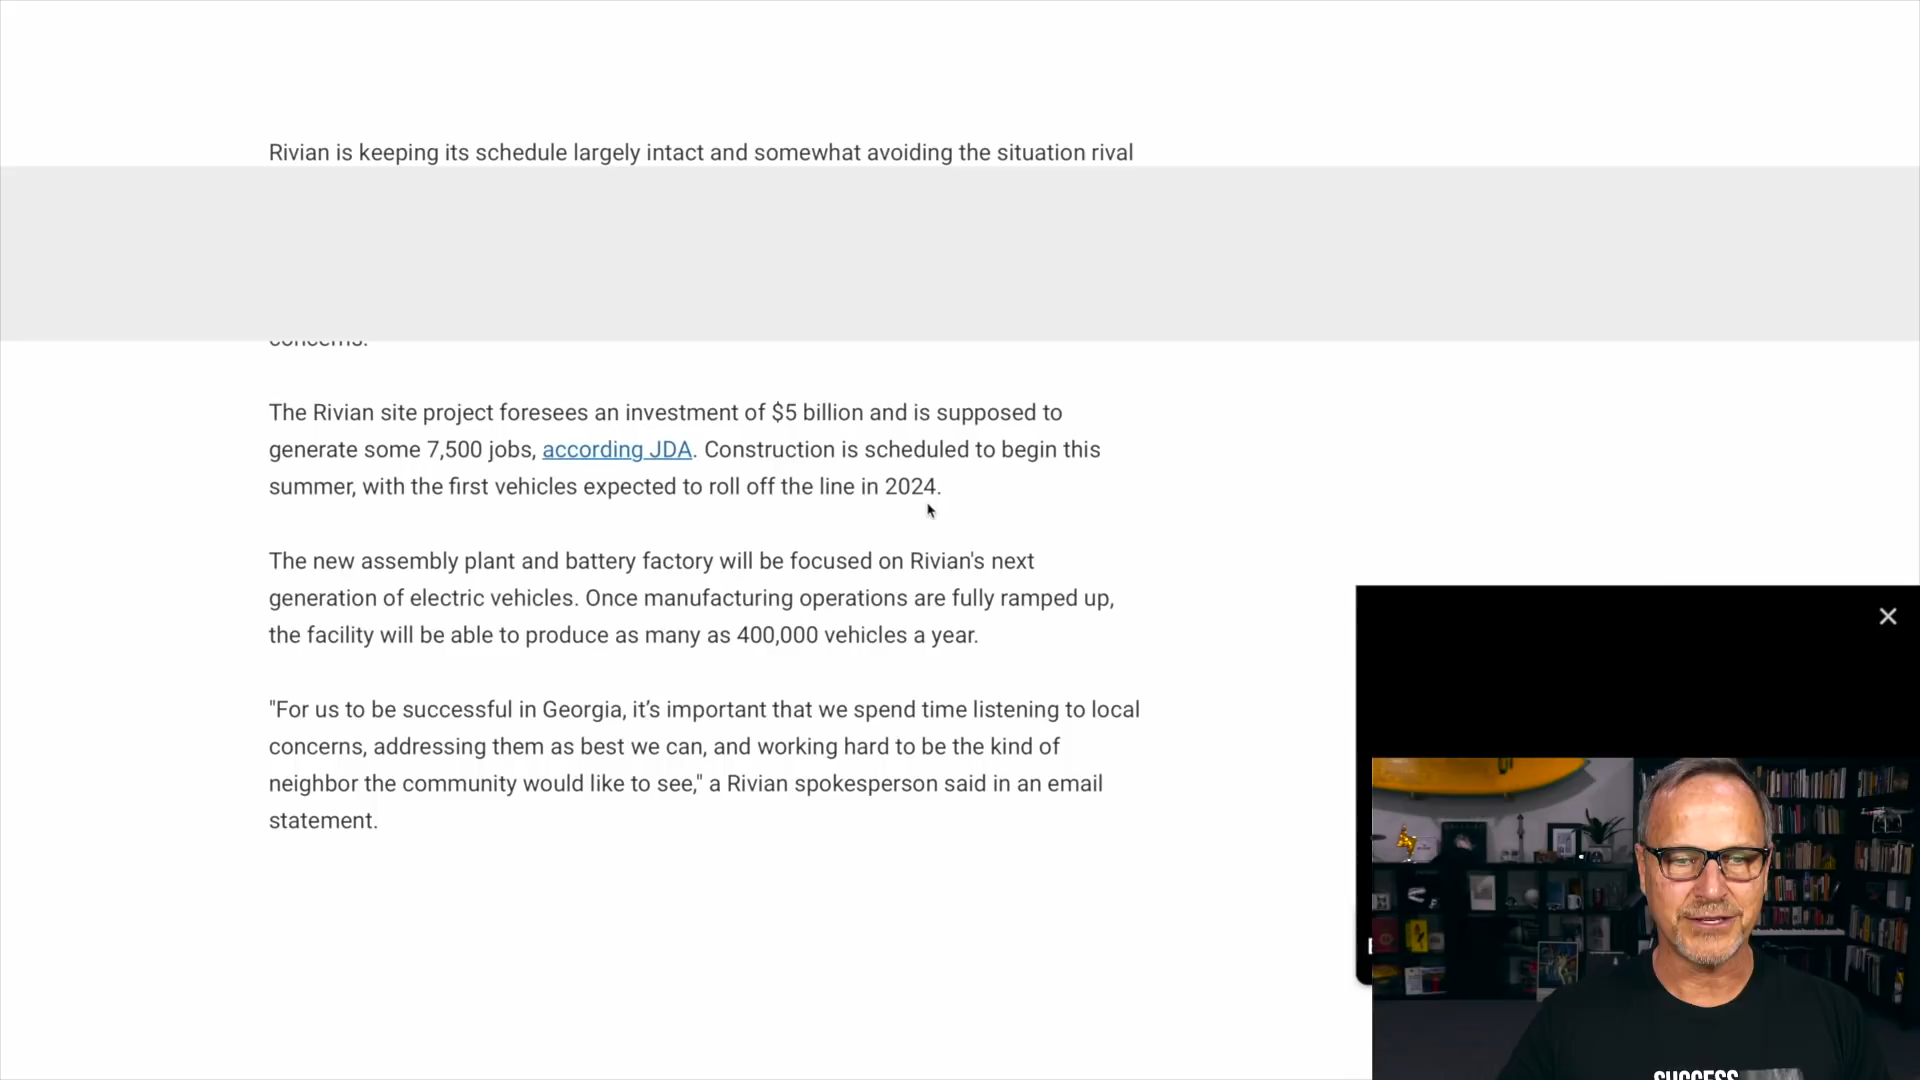 Rivian is keeping its schedule largely intact and somewhat avoiding the situation rival
concerns.
The Rivian site project foresees an investment of $5 billion and is supposed to
generate some 7,500 jobs, according JDA. Construction is scheduled to begin this
summer, with the first vehicles expected to roll off the line in 2024.
The new assembly plant and battery factory will be focused on Rivian's next
generation of electric vehicles. Once manufacturing operations are fully ramped up,
the facility will be able to produce as many as 400,000 vehicles a year.
"For us to be successful in Georgia, it’s important that we spend time listening to local
concerns, addressing them as best we can, and working hard to be the kind of
neighbor the community would like to see," a Rivian spokesperson said in an email
statement.
SUCCESS